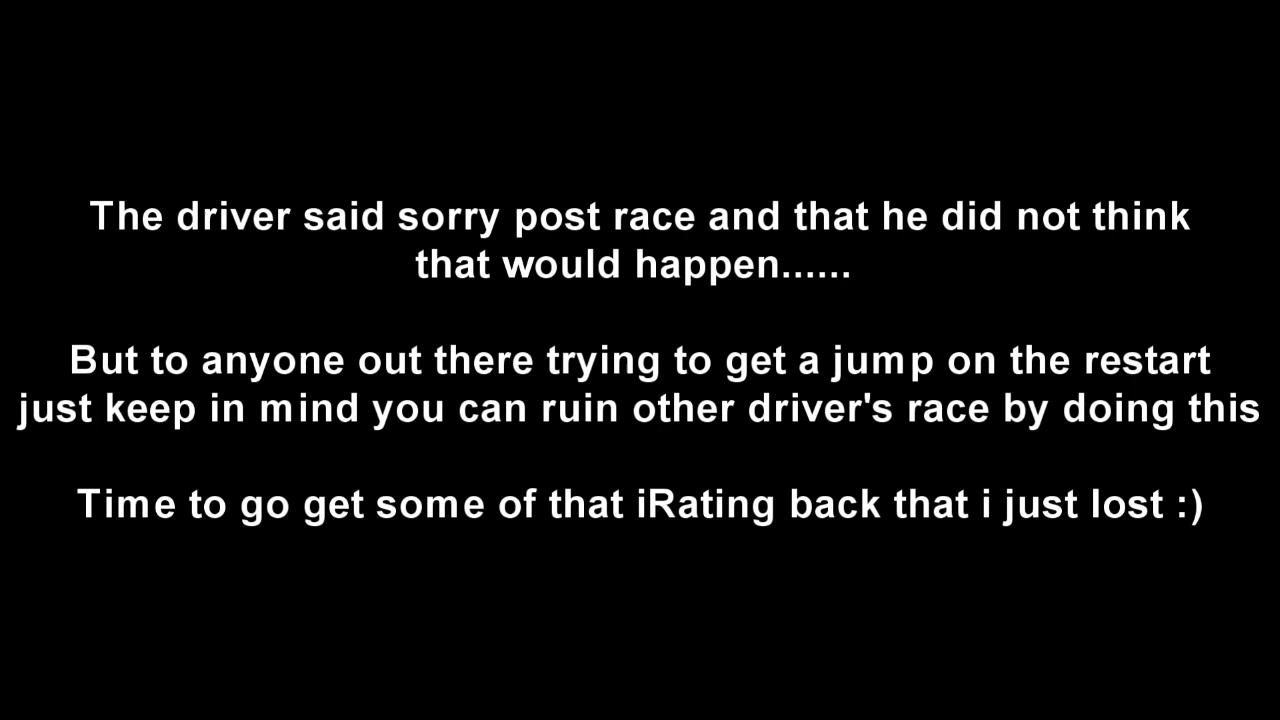 The driver said sorry post race and that he did not think
that would happen......
But to anyone out there trying to get a jump on the restart
just keep in mind you can ruin other driver's race by doing this
Time to go get some of that iRating back that i just lost :)